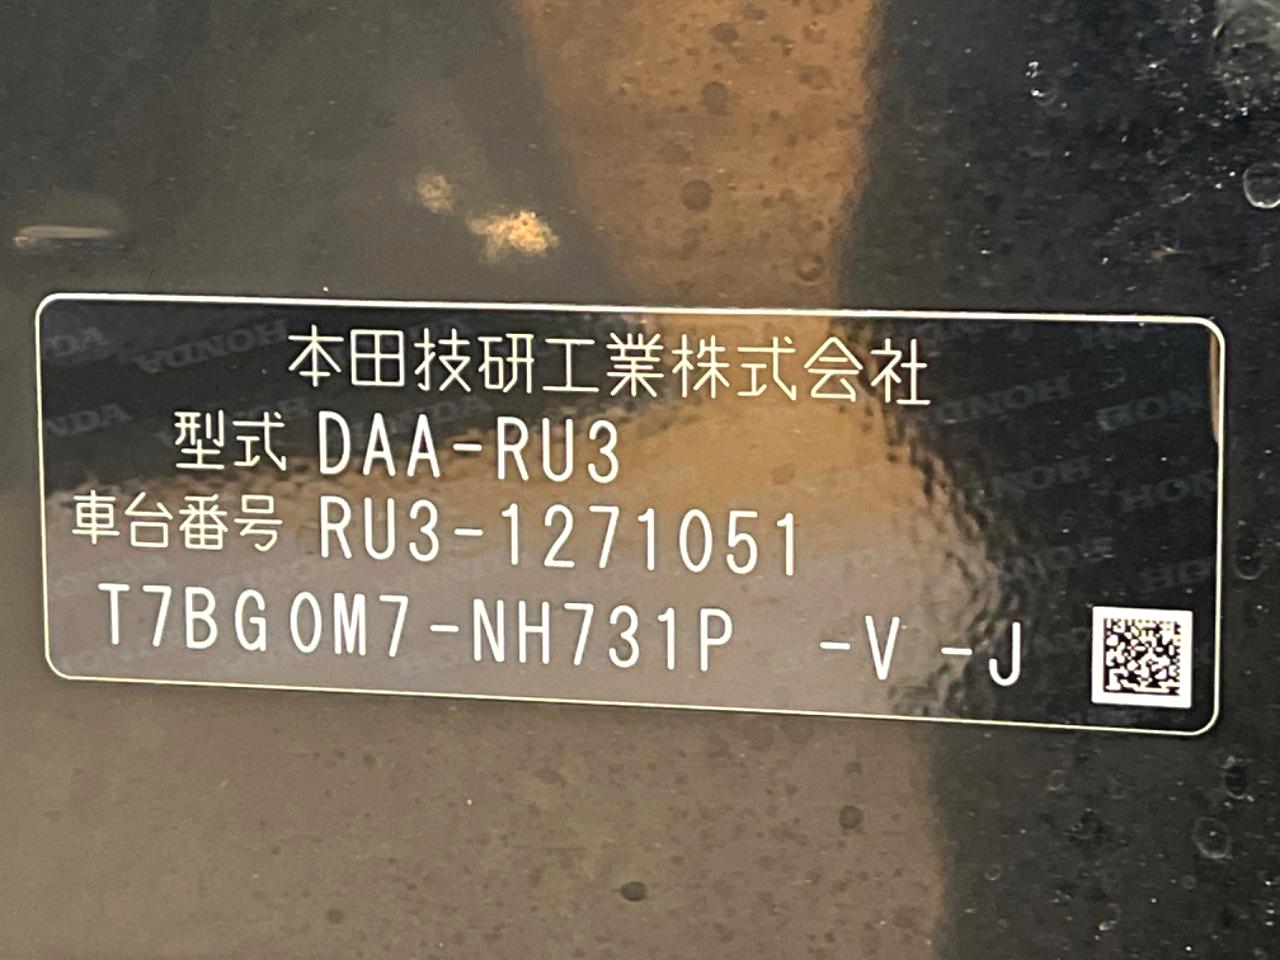 本田技研工業株式会社
型式 DAA-RU3
車台番号 RU3-1271051
T7BG0M7-NH731P -V -J